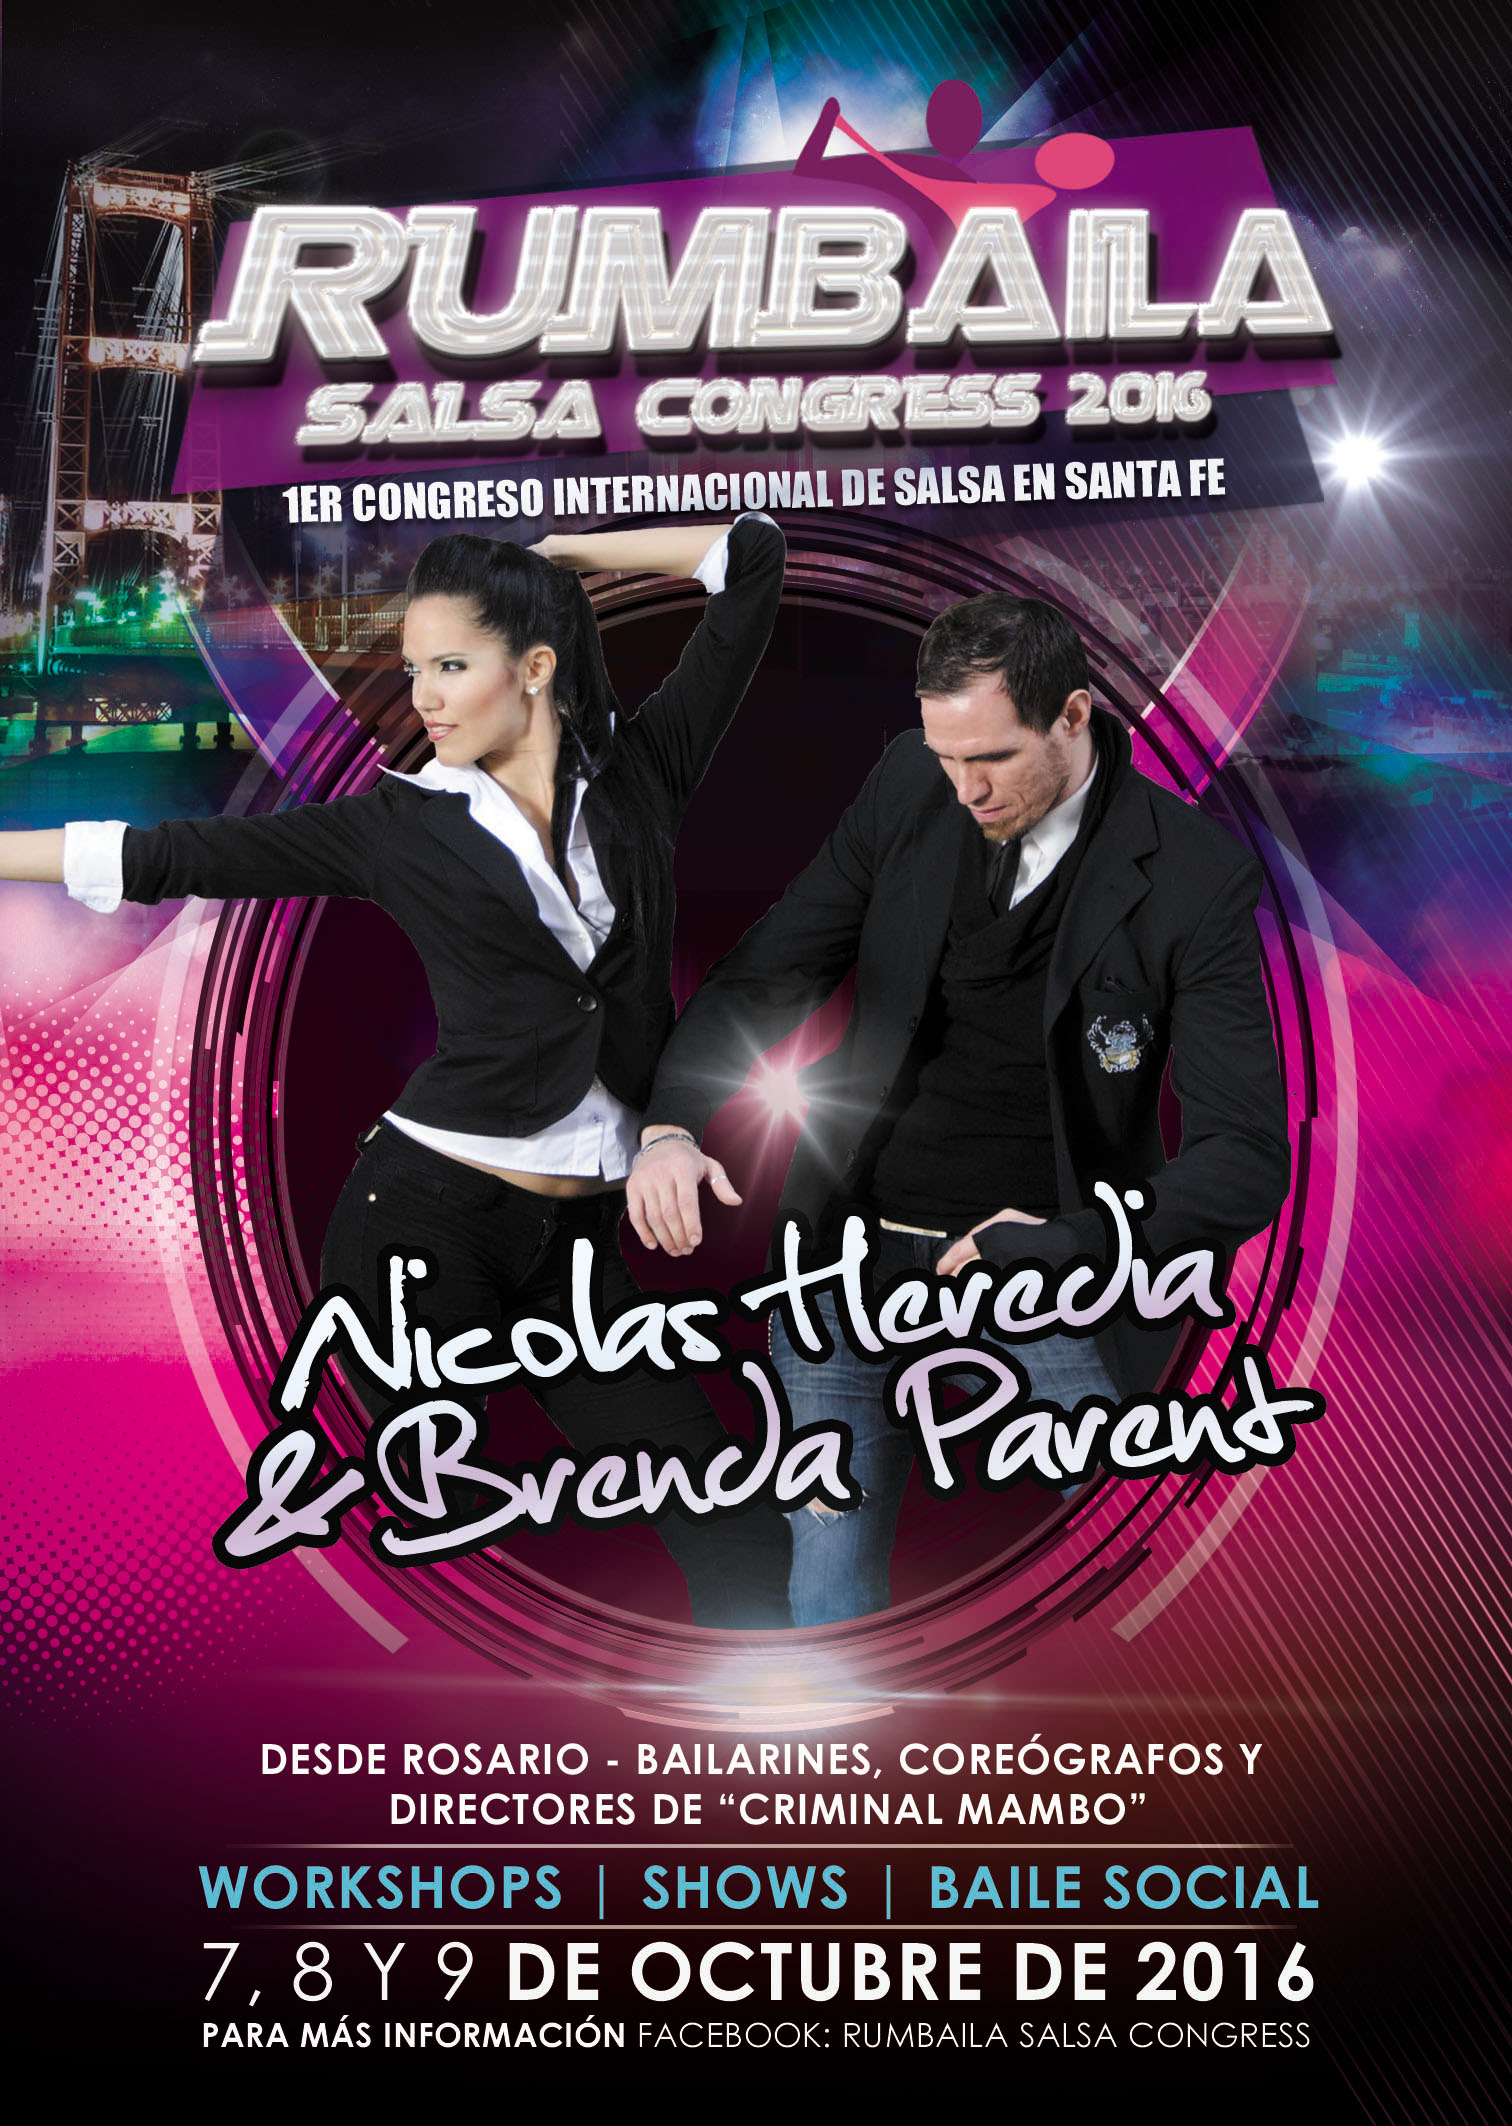 RUMBAILA
SALSA CONGRESS 2016
1ER CONGRESO INTERNACIONAL DE SALSA EN SANTA FE
Nicolas Heredia
& Brenda Parent
DESDE ROSARIO - BAILARINES, COREÓGRAFOS Y
DIRECTORES DE “CRIMINAL MAMBO”
WORKSHOPS | SHOWS | BAILE SOCIAL
7, 8 Y 9 DE OCTUBRE DE 2016
PARA MÁS INFORMACIÓN FACEBOOK: RUMBAILA SALSA CONGRESS